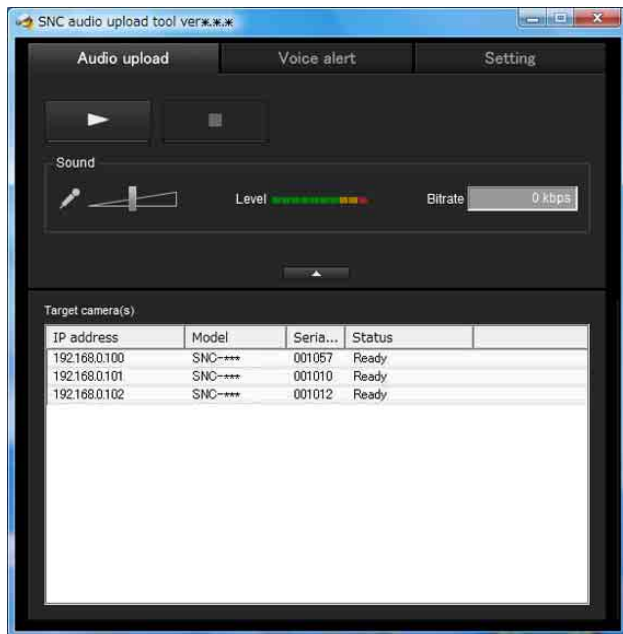 SNC audio upload tool ver*.*.*
Audio upload Voice alert Setting
Sound
Level Bitrate 0 kbps
Target camera(s)
IP address Model Seria... Status
192.168.0.100 SNC-*** 001057 Ready
192.168.0.101 SNC-*** 001010 Ready
192.168.0.102 SNC-*** 001012 Ready